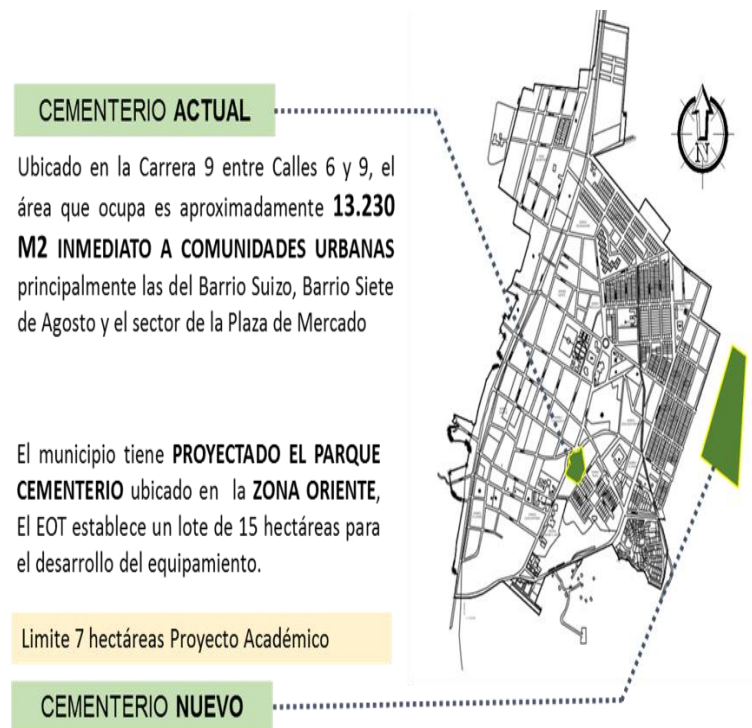 CEMENTERIO ACTUAL
Ubicado en la Carrera 9 entre Calles 6 y 9, el
área que ocupa es aproximadamente 13.230
M2 INMEDIATO A COMUNIDADES URBANAS
principalmente las del Barrio Suizo, Barrio Siete
de Agosto y el sector de la Plaza de Mercado
N
El municipio tiene PROYECTADO EL PARQUE
CEMENTERIO ubicado en la ZONA ORIENTE,
El EOT establece un lote de 15 hectáreas para
el desarrollo del equipamiento.
Limite 7 hectáreas Proyecto Académico
CEMENTERIO NUEVO